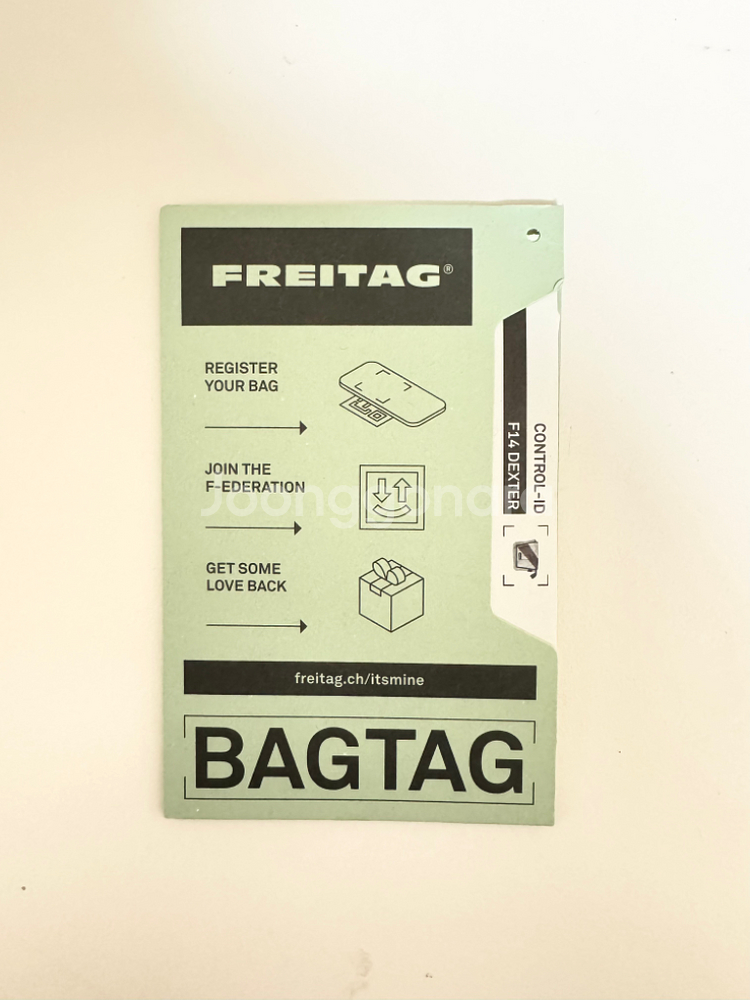 FREITAG®
REGISTER
YOUR BAG
JOIN THE
F-EDERATION
GET SOME
LOVE BACK
CONTROL-ID
F14 DEXTER
freitag.ch/itsmine
BAGTAG
Joonggonara